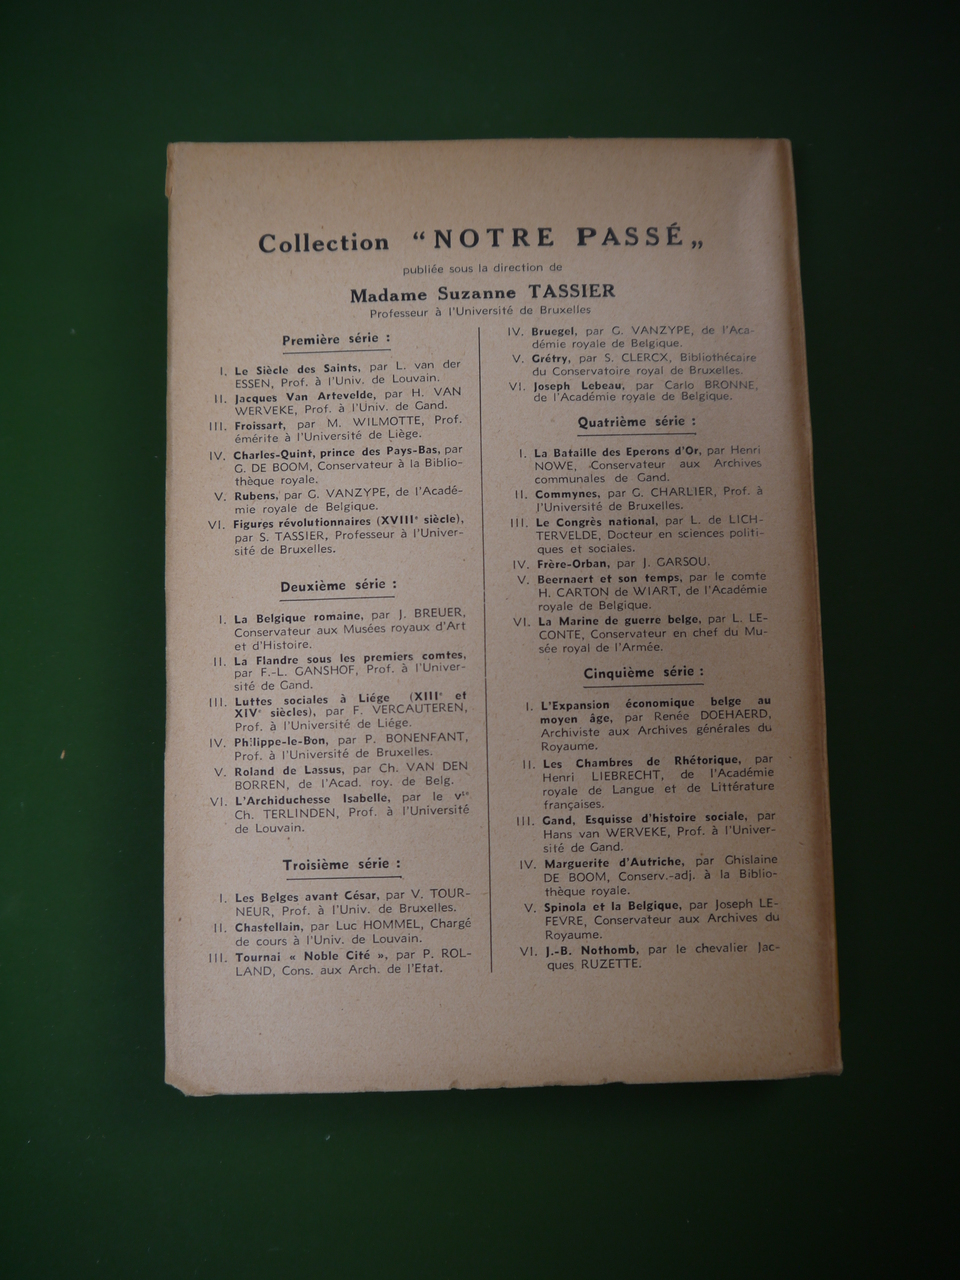 Collection “NOTRE PASSÉ„
publiée sous la direction de
Madame Suzanne TASSIER
Professeur à l'Université de Bruxelles
Première série :
I. Le Siècle des Saints, par L. van der
ESSEN, Prof. à l'Univ. de Louvain.
II. Jacques Van Artevelde, par H. VAN
WERVEKE, Prof. à l'Univ. de Gand.
III. Froissart, par M. WILMOTTE, Prof.
émérite à l'Université de Liège.
IV. Charles-Quint, prince des Pays-Bas, par
G. DE BOOM, Conservateur à la Biblio-
thèque royale.
V. Rubens, par G. VANZYPE, de l'Acadé-
mie royale de Belgique.
VI. Figures révolutionnaires (XVIIIe siècle),
par S. TASSIER, Professeur à l'Univer-
sité de Bruxelles.
Deuxième série :
I. La Belgique romaine, par J. BREUER,
Conservateur aux Musées royaux d'Art
et d'Histoire.
II. La Flandre sous les premiers comtes,
par F.-L. GANSHOF, Prof. à l'Univer-
sité de Gand.
III. Luttes sociales à Liége (XIIIe et
XIVe siècles), par F. VERCAUTEREN,
Prof. à l'Université de Liége.
IV. Philippe-le-Bon, par P. BONENFANT,
Prof. à l'Université de Bruxelles.
V. Roland de Lassus, par Ch. VAN DEN
BORREN, de l'Acad. roy. de Belg.
VI. L'Archiduchesse Isabelle, par le vte
Ch. TERLINDEN, Prof. à l'Université
de Louvain.
Troisième série :
I. Les Belges avant César, par V. TOUR-
NEUR, Prof. à l'Univ. de Bruxelles.
II. Chastellain, par Luc HOMMEL, Chargé
de cours à l'Univ. de Louvain.
III. Tournai « Noble Cité », par P. ROL-
LAND, Cons. aux Arch. de l'Etat.
IV. Bruegel, par G. VANZYPE, de l'Aca-
démie royale de Belgique.
V. Grétry, par S. CLERCX, Bibliothécaire
du Conservatoire royal de Bruxelles.
VI. Joseph Lebeau, par Carlo BRONNE,
de l'Académie royale de Belgique.
Quatrième série :
I. La Bataille des Eperons d'Or, par Henri
NOWE, Conservateur aux Archives
communales de Gand.
II. Commynes, par G. CHARLIER, Prof. à
l'Université de Bruxelles.
III. Le Congrès national, par L. de LICH-
TERVELDE, Docteur en sciences politi-
ques et sociales.
IV. Frère-Orban, par J. GARSOU.
V. Beernaert et son temps, par le comte
H. CARTON de WIART, de l'Académie
royale de Belgique.
VI. La Marine de guerre belge, par L. LE-
CONTE, Conservateur en chef du Mu-
sée royal de l'Armée.
Cinquième série :
I. L'Expansion économique belge au
moyen âge, par Renée DOEHAERD,
Archiviste aux Archives générales du
Royaume.
II. Les Chambres de Rhétorique, par
Henri LIEBRECHT, de l'Académie
royale de Langue et de Littérature
françaises.
III. Gand, Esquisse d'histoire sociale, par
Hans van WERVEKE, Prof. à l'Univer-
sité de Gand.
IV. Marguerite d'Autriche, par Ghislaine
DE BOOM, Conserv.-adj. à la Biblio-
thèque royale.
V. Spinola et la Belgique, par Joseph LE-
FEVRE, Conservateur aux Archives du
Royaume.
VI. J.-B. Nothomb, par le chevalier Jac-
ques RUZETTE.